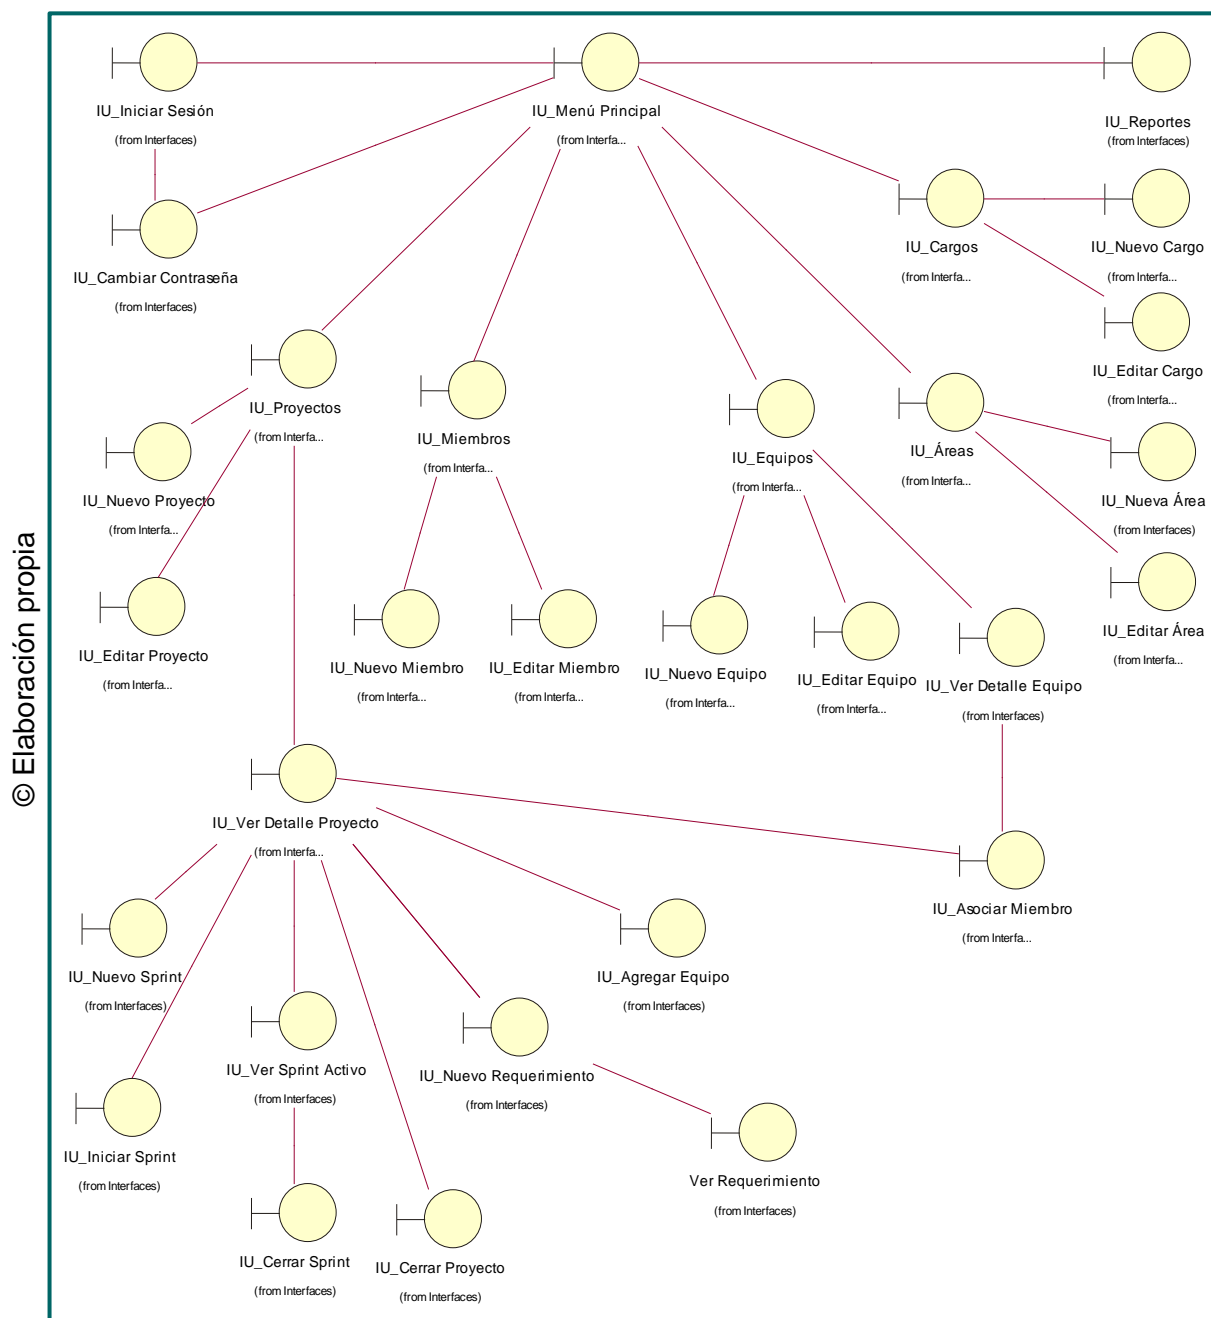 IU_Iniciar Sesión
(from Interfaces)
IU_Menú Principal
(from Interfa...
IU_Reportes
(from Interfaces)
IU_Cambiar Contraseña
(from Interfaces)
IU_Cargos
(from Interfa...
IU_Nuevo Cargo
(from Interfa...
IU_Editar Cargo
(from Interfa...
IU_Proyectos
(from Interfa...
IU_Miembros
(from Interfa...
IU_Equipos
(from Interfa...
IU_Áreas
(from Interfa...
IU_Nuevo Proyecto
(from Interfa...
IU_Nueva Área
(from Interfaces)
IU_Editar Proyecto
(from Interfa...
IU_Nuevo Miembro
(from Interfa...
IU_Editar Miembro
(from Interfa...
IU_Nuevo Equipo
(from Interfa...
IU_Editar Equipo
(from Interfa...
IU_Ver Detalle Equipo
(from Interfaces)
IU_Editar Área
(from Interfa...
© Elaboración propia
IU_Ver Detalle Proyecto
(from Interfa...
IU_Asociar Miembro
(from Interfa...
IU_Nuevo Sprint
(from Interfaces)
IU_Agregar Equipo
(from Interfaces)
IU_Ver Sprint Activo
(from Interfaces)
IU_Nuevo Requerimiento
(from Interfaces)
IU_Iniciar Sprint
(from Interfaces)
Ver Requerimiento
(from Interfaces)
IU_Cerrar Sprint
(from Interfaces)
IU_Cerrar Proyecto
(from Interfaces)